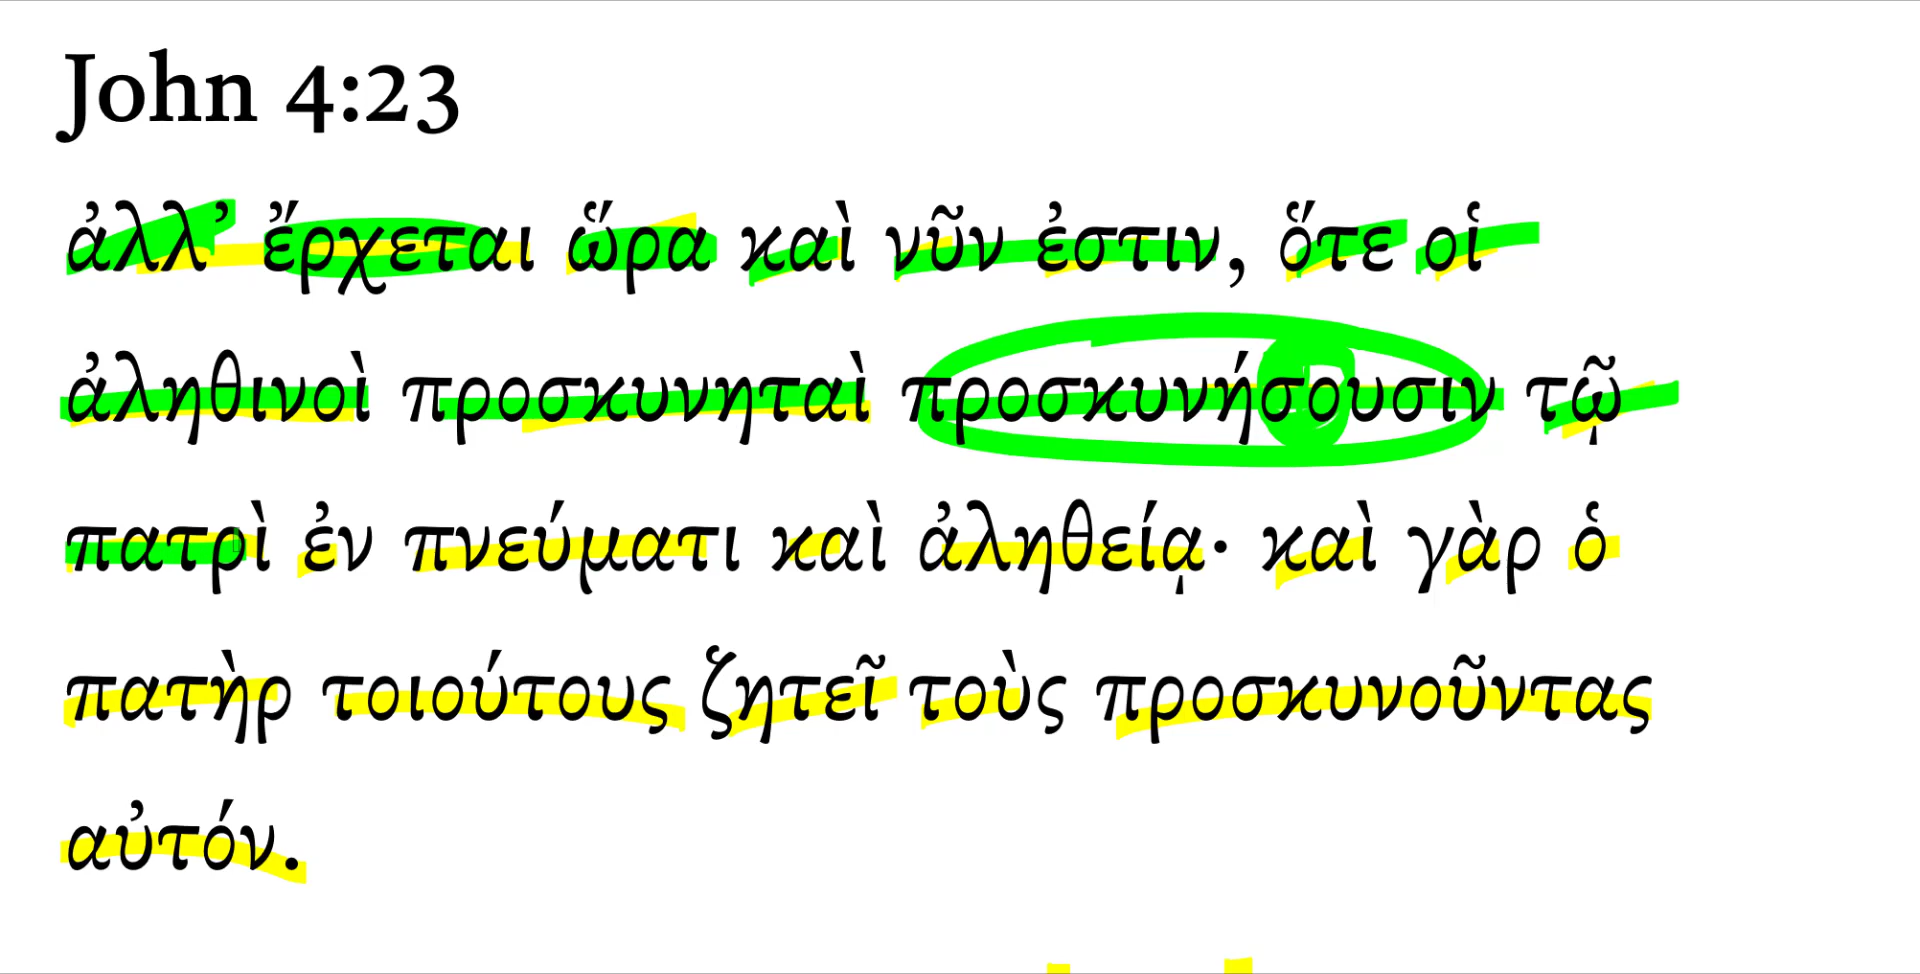 John 4:23
ἀλλ’ ἔρχεται ὥρα καὶ νῦν ἐστιν, ὅτε οἱ
ἀληθινοὶ προσκυνηταὶ προσκυνήσουσιν τῷ
πατρὶ ἐν πνεύματι καὶ ἀληθείᾳ· καὶ γὰρ ὁ
πατὴρ τοιούτους ζητεῖ τοὺς προσκυνοῦντας
αὐτόν.